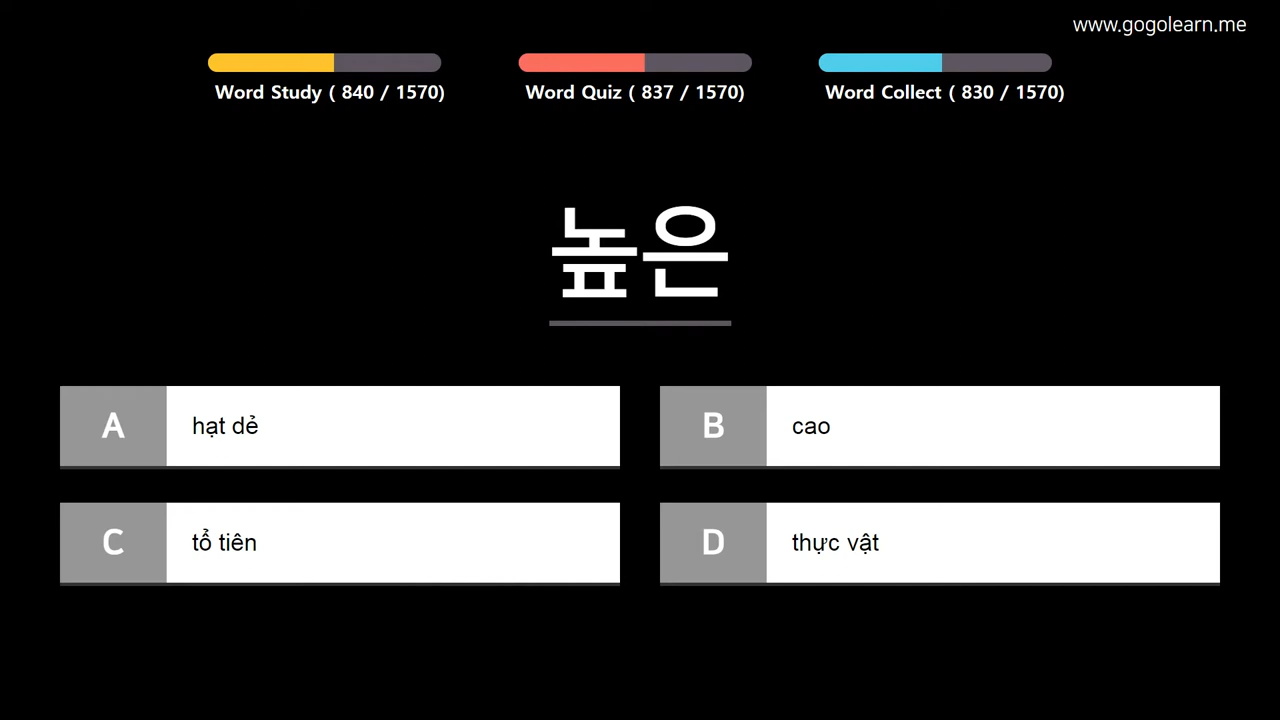 www.gogolearn.me
Word Study ( 840 / 1570)
Word Quiz ( 837 / 1570)
Word Collect ( 830 / 1570)
높은
A hạt dẻ
B cao
C tổ tiên
D thực vật